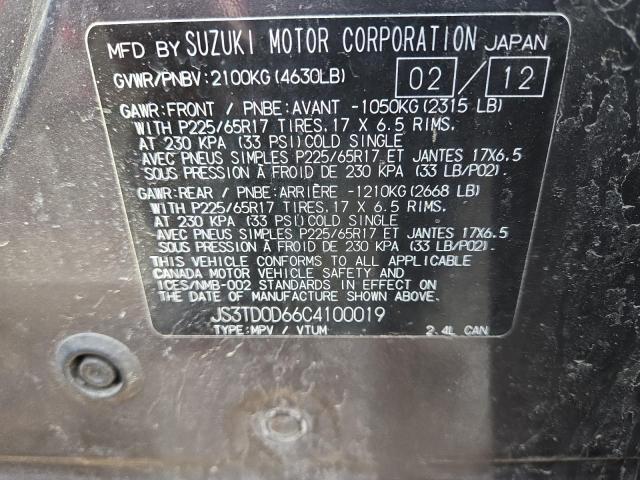 MFD BY SUZUKI MOTOR CORPORATION JAPAN
GVWR/PNBV:2100KG(4630LB) 02 / 12
GAWR:FRONT / PNBE:AVANT -1050KG(2315 LB)
WITH P225/65R17 TIRES, 17 X 6.5 RIMS,
AT 230 KPA (33 PSI)COLD SINGLE
AVEC PNEUS SIMPLES P225/65R17 ET JANTES 17X6.5
SOUS PRESSION À FROID DE 230 KPA (33 LB/PO2).
GAWR:REAR / PNBE:ARRIÈRE -1210KG(2668 LB)
WITH P225/65R17 TIRES, 17 X 6.5 RIMS,
AT 230 KPA (33 PSI)COLD SINGLE
AVEC PNEUS SIMPLES P225/65R17 ET JANTES 17X6.5
SOUS PRESSION À FROID DE 230 KPA (33 LB/PO2).
THIS VEHICLE CONFORMS TO ALL APPLICABLE
CANADA MOTOR VEHICLE SAFETY AND
ICES/NMB-002 STANDARDS IN EFFECT ON
THE DATE OF MANUFACTURE SHOWN ABOVE.
JS3TD0D66C4100019
TYPE:MPV / VTUM 2.4L CAN